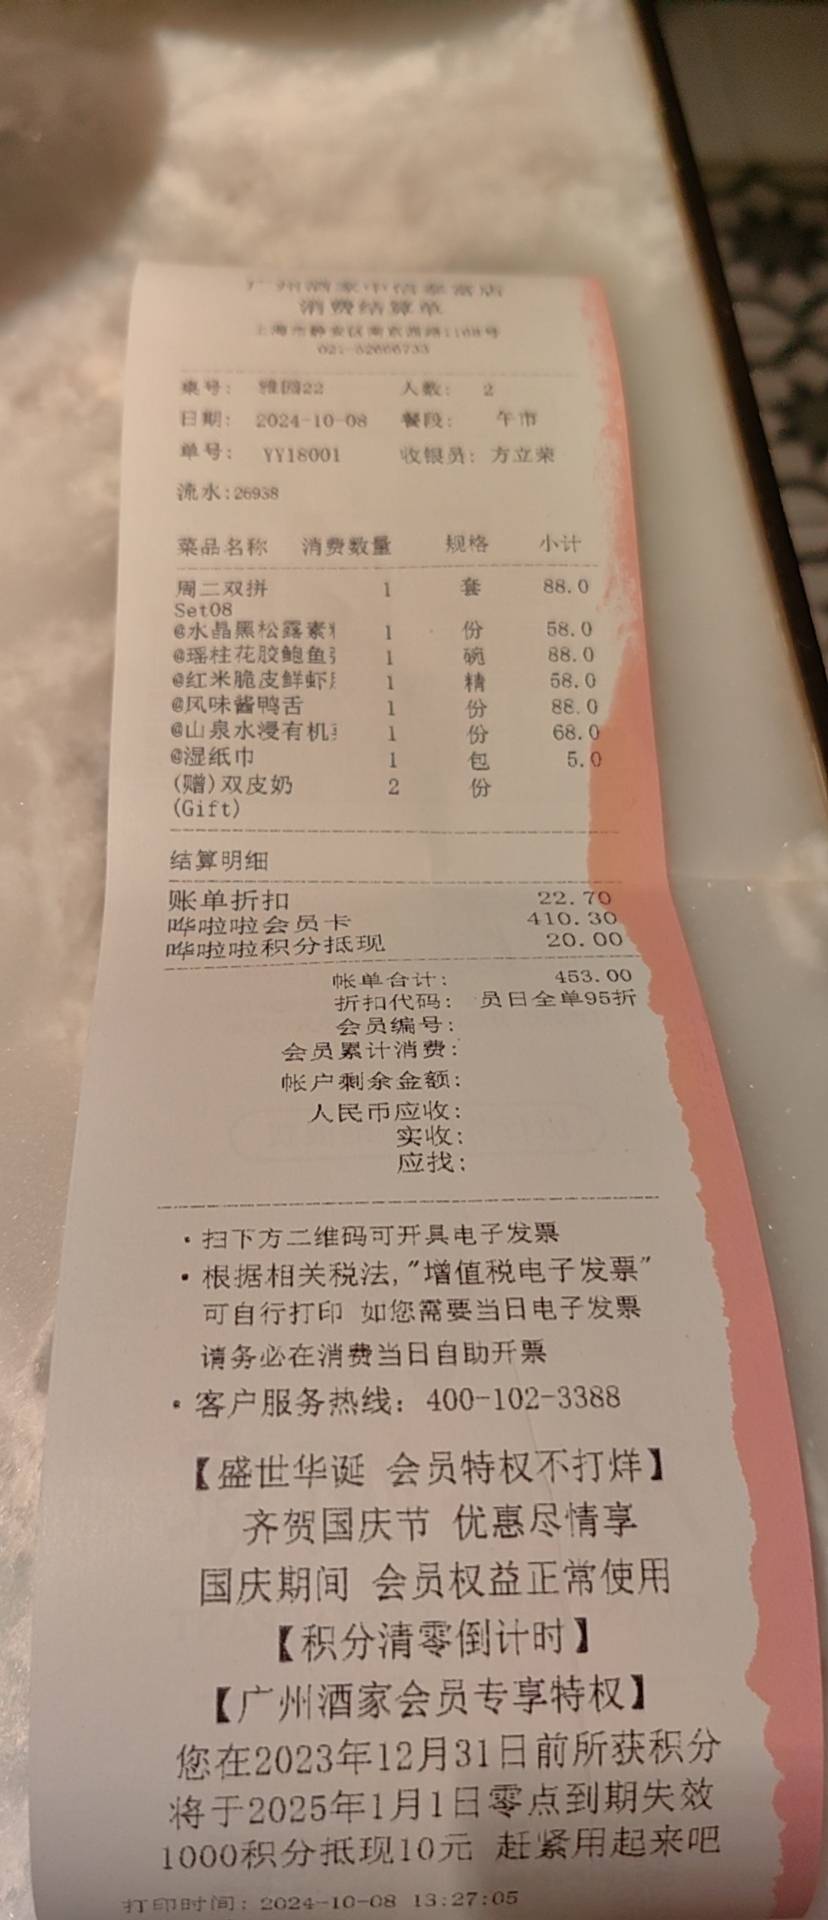 广州酒家中信泰富店
消费结算单
上海市静安区南京西路1168号
021-52666733
桌号: 雅园22 人数: 2
日期: 2024-10-08 餐段: 午市
单号: YY18001 收银员: 方立荣
流水:26938
菜品名称 消费数量 规格 小计
周二双拼 1 套 88.0
Set08
@水晶黑松露素 1 份 58.0
@瑶柱花胶鲍鱼 1 碗 88.0
@红米脆皮鲜虾 1 精 58.0
@风味酱鸭舌 1 份 88.0
@山泉水浸有机 1 份 68.0
@湿纸巾 1 包 5.0
(赠)双皮奶 2 份
(Gift)
结算明细
账单折扣 22.70
哗啦啦会员卡 410.30
哗啦啦积分抵现 20.00
帐单合计: 453.00
折扣代码: 员日全单95折
会员编号:
会员累计消费:
帐户剩余金额:
人民币应收:
实收:
应找:
·扫下方二维码可开具电子发票
·根据相关税法,"增值税电子发票"
可自行打印 如您需要当日电子发票
请务必在消费当日自助开票
·客户服务热线: 400-102-3388
【盛世华诞 会员特权不打烊】
齐贺国庆节 优惠尽情享
国庆期间 会员权益正常使用
【积分清零倒计时】
【广州酒家会员专享特权】
您在2023年12月31日前所获积分
将于2025年1月1日零点到期失效
1000积分抵现10元 赶紧用起来吧
打印时间: 2024-10-08 13:27:05